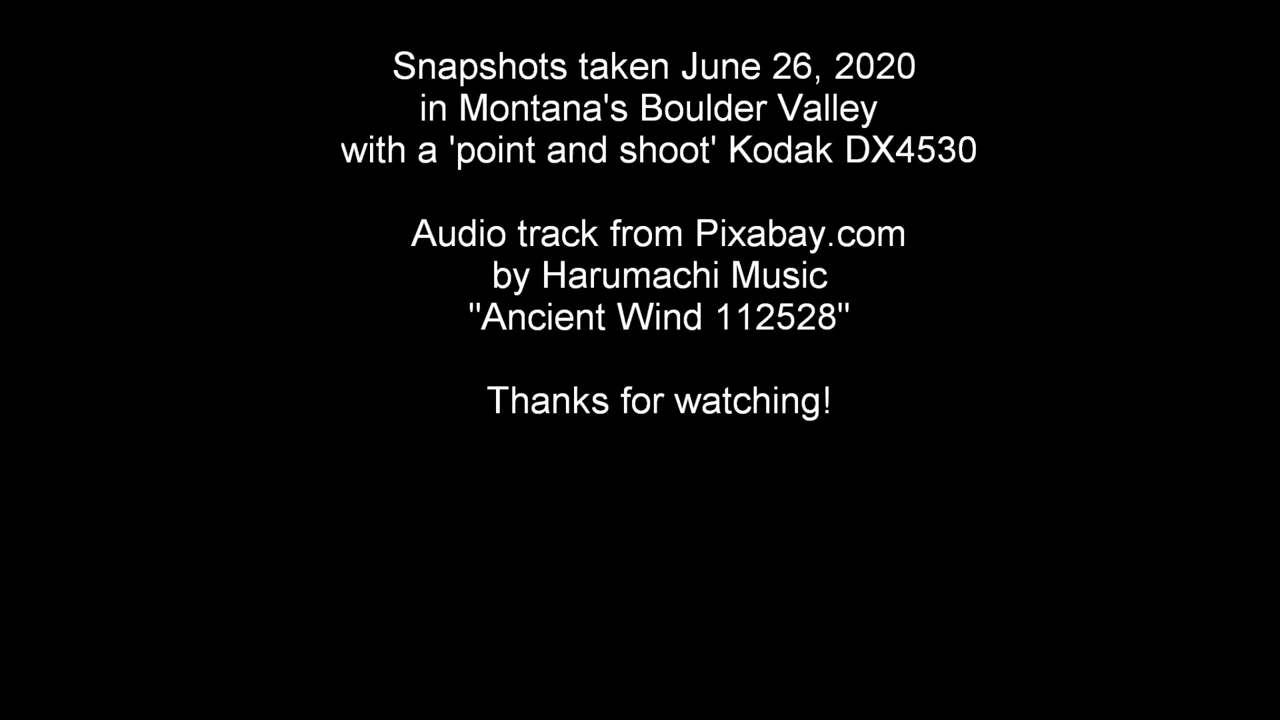 Snapshots taken June 26, 2020
in Montana's Boulder Valley
with a 'point and shoot' Kodak DX4530
Audio track from Pixabay.com
by Harumachi Music
"Ancient Wind 112528"
Thanks for watching!